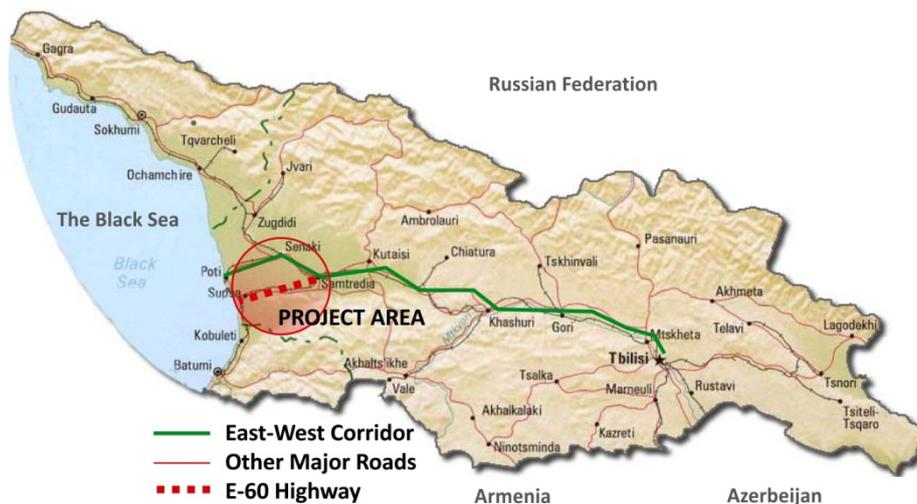 Gagra
Russian Federation
Gudauta
Sokhumi
Tqvarcheli
Ochamchire
Jvari
The Black Sea
Zugdidi
Ambrolauri
Black
Sea
Senaki
Kutaisi
Chiatura
Pasanauri
Poti
Tskhinvali
Supsa
Samtredia
Akhmeta
PROJECT AREA
Khashuri
Gori
Mtskheta
Telavi
Lagodekhi
Kobuleti
Mtkvari
Tbilisi
Batumi
Akhalts'ikhe
Vale
Tsalka
Marneuli
Rustavi
Tsnori
Tsiteli-
Tsqaro
Akhalkalaki
Kazreti
Ninotsminda
East-West Corridor
Other Major Roads
E-60 Highway
Armenia
Azerbeijan